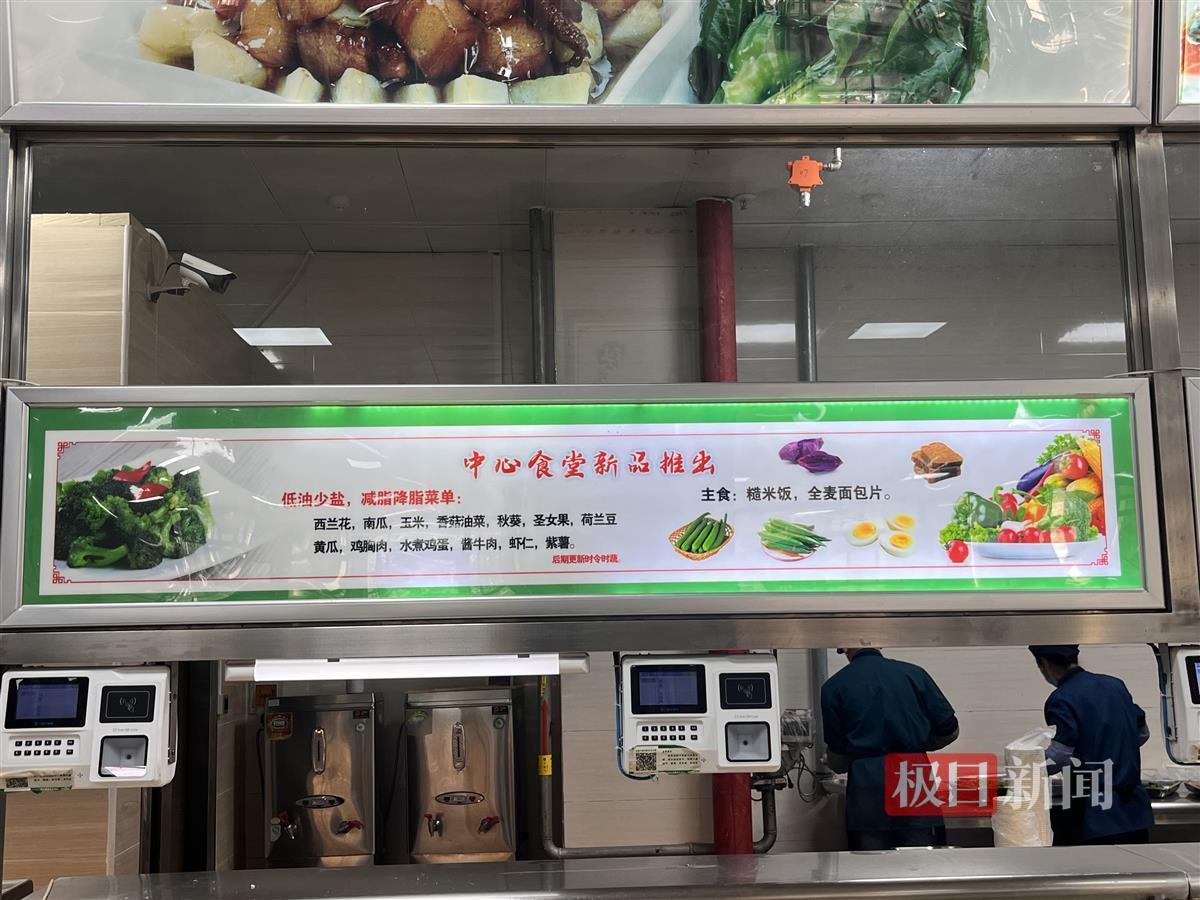 中心食堂新品推出
低油少盐，减脂降脂菜单：
西兰花，南瓜，玉米，香菇油菜，秋葵，圣女果，荷兰豆
黄瓜，鸡胸肉，水煮鸡蛋，酱牛肉，虾仁，紫薯。
后期更新时令时蔬。
主食：糙米饭，全麦面包片。
极目新闻